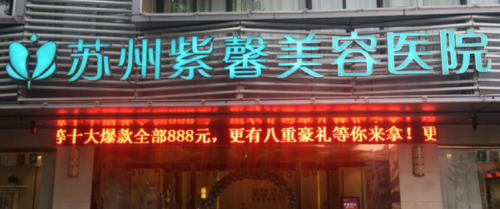 苏州紫馨美容医院
等十大爆款全部888元，更有八重豪礼等你来拿！更